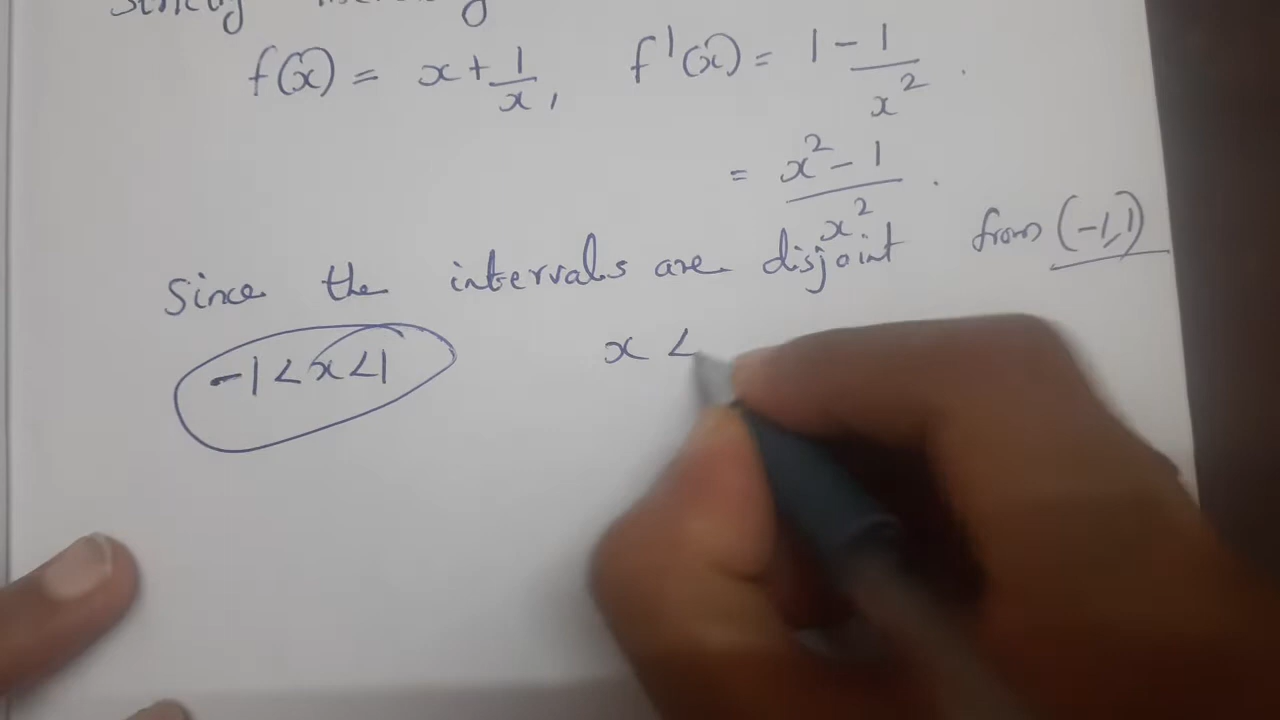 f(x) = x + 1/x, f'(x) = 1 - 1/x² .
= x² - 1 / x² .
Since the intervals are disjoint from (-1,1)
-1 < x < 1 x <